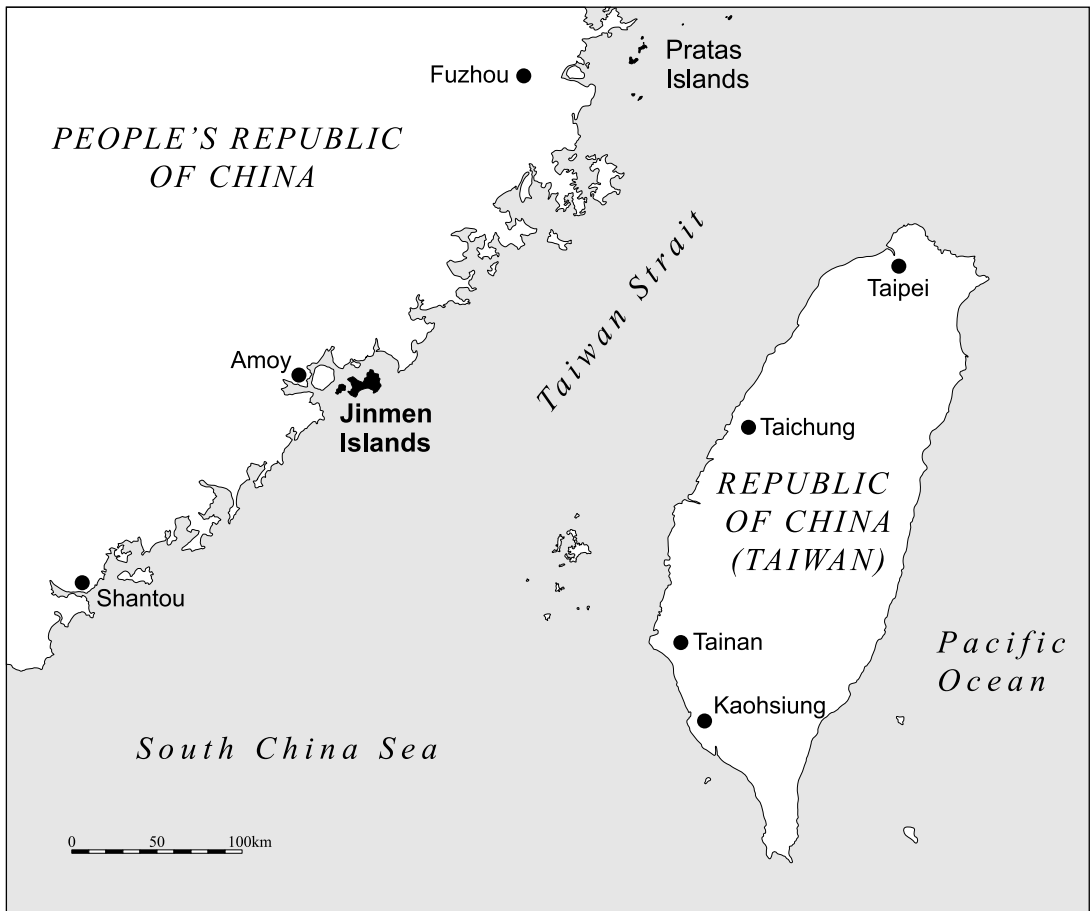 Fuzhou
Pratas
Islands
PEOPLE'S REPUBLIC
OF CHINA
Taiwan Strait
Taipei
Amoy
Jinmen
Islands
Taichung
REPUBLIC
OF CHINA
(TAIWAN)
Shantou
Tainan
Pacific
Ocean
Kaohsiung
South China Sea
0 50 100km